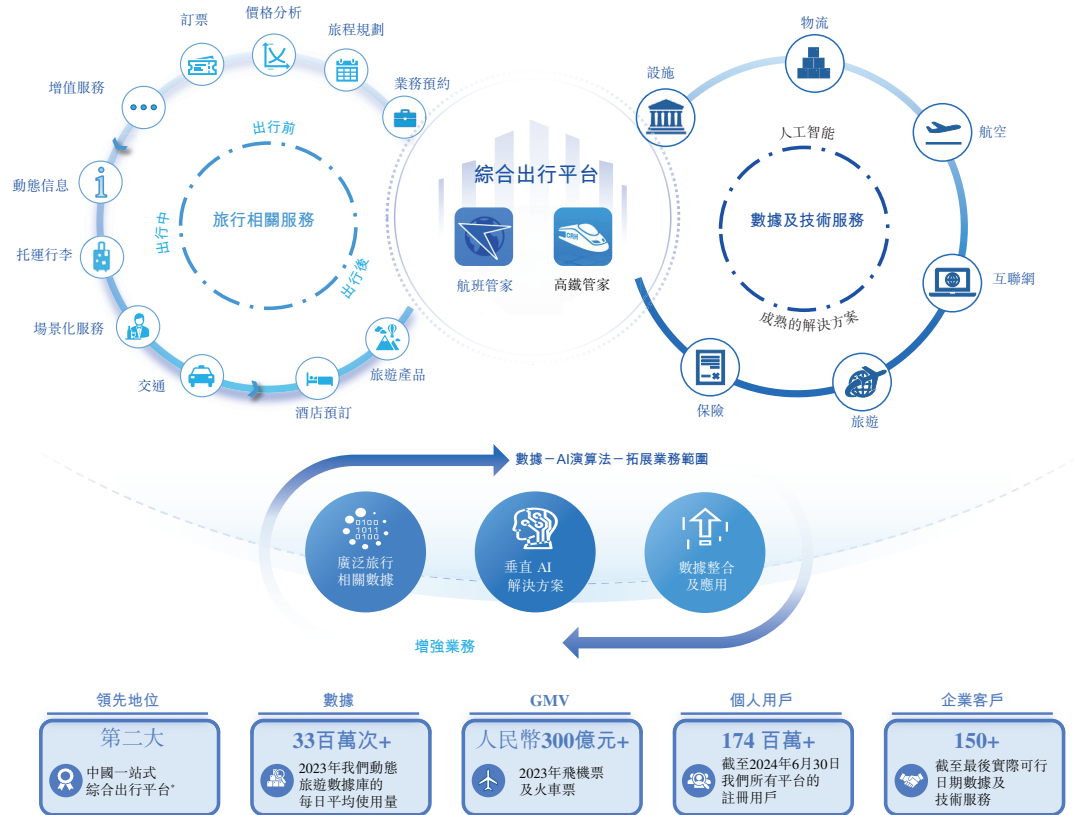 訂票
價格分析
旅程規劃
增值服務
業務預約
出行前
動態信息
托運行李
出行中
旅行相關服務
出行後
場景化服務
交通
酒店預訂
旅遊產品
綜合出行平台
CRH
航班管家
高鐵管家
物流
設施
航空
人工智能
數據及技術服務
成熟的解決方案
互聯網
保險
旅遊
數據－AI演算法－拓展業務範圍
0100
1011
0100
廣泛旅行
相關數據
垂直 AI
解決方案
數據整合
及應用
增強業務
領先地位
第二大
中國一站式
綜合出行平台*
數據
33百萬次+
2023年我們動態
旅遊數據庫的
每日平均使用量
GMV
人民幣300億元+
2023年飛機票
及火車票
個人用戶
174 百萬+
截至2024年6月30日
我們所有平台的
註冊用戶
企業客戶
150+
截至最後實際可行
日期數據及
技術服務